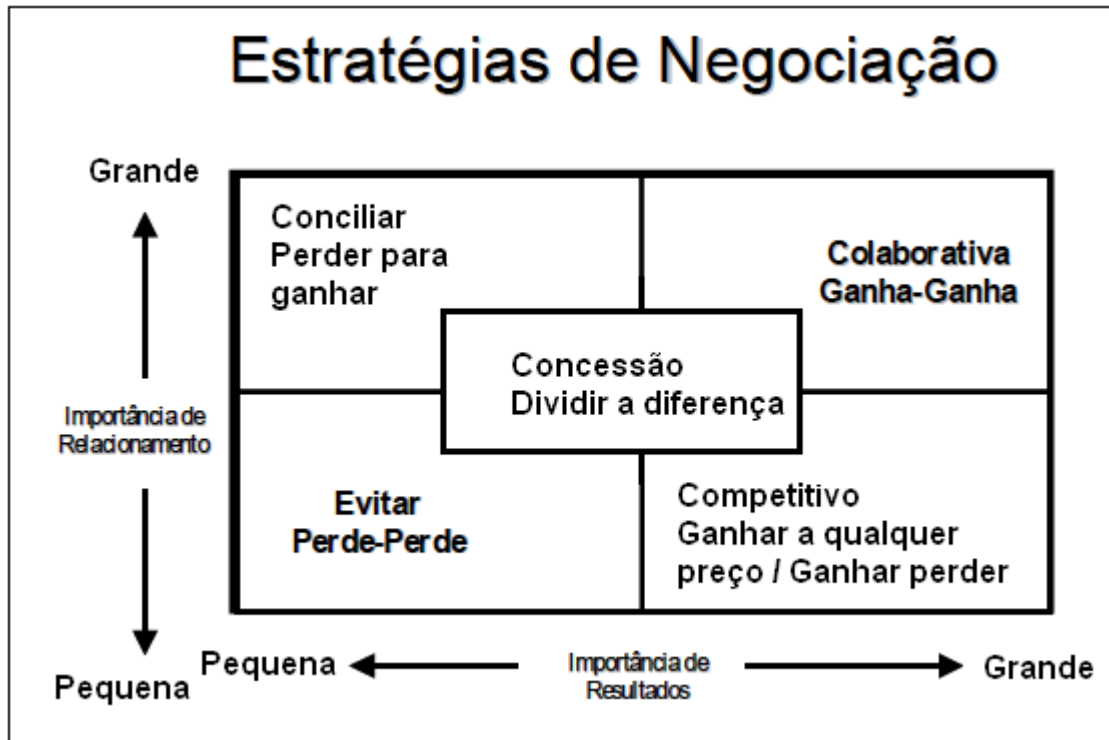 Estratégias de Negociação
Grande
Conciliar
Perder para
ganhar
Colaborativa
Ganha-Ganha
Concessão
Dividir a diferença
Importância de
Relacionamento
Evitar
Perde-Perde
Competitivo
Ganhar a qualquer
preço / Ganhar perder
Pequena
Pequena
Importância de
Resultados
Grande